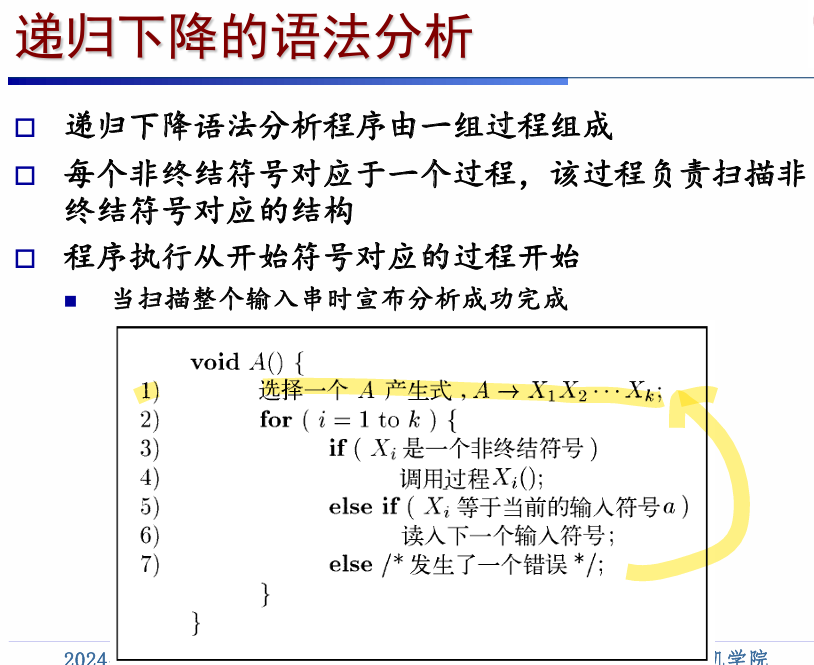 递归下降的语法分析
递归下降语法分析程序由一组过程组成
每个非终结符号对应于一个过程，该过程负责扫描非
终结符号对应的结构
程序执行从开始符号对应的过程开始
当扫描整个输入串时宣布分析成功完成
void A() {
1) 选择一个 A 产生式 , A → X₁X₂ ⋯ Xₖ;
2) for ( i = 1 to k ) {
3) if ( Xᵢ 是一个非终结符号 )
4) 调用过程Xᵢ();
5) else if ( Xᵢ 等于当前的输入符号a )
6) 读入下一个输入符号;
7) else /* 发生了一个错误 */;
}
}
2024 学院